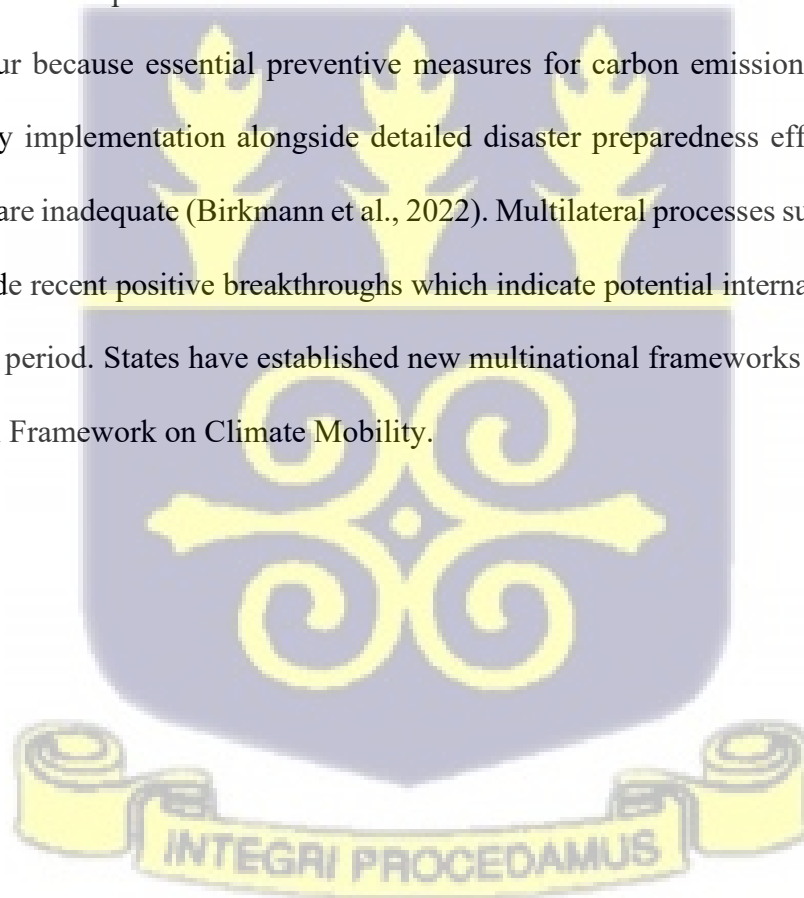 ur because essential preventive measures for carbon emission
y implementation alongside detailed disaster preparedness eff
are inadequate (Birkmann et al., 2022). Multilateral processes su
de recent positive breakthroughs which indicate potential interna
period. States have established new multinational frameworks
Framework on Climate Mobility.
INTEGRI PROCEDAMUS